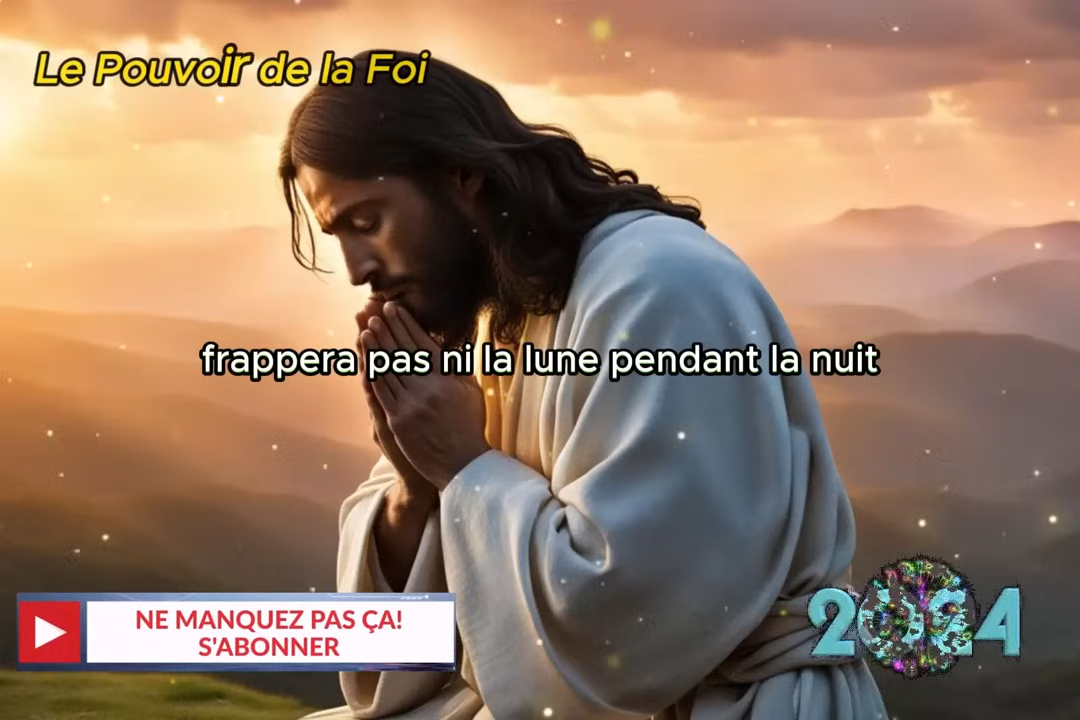 Le Pouvoir de la Foi
frappera pas ni la lune pendant la nuit
NE MANQUEZ PAS ÇA!
S'ABONNER
2024